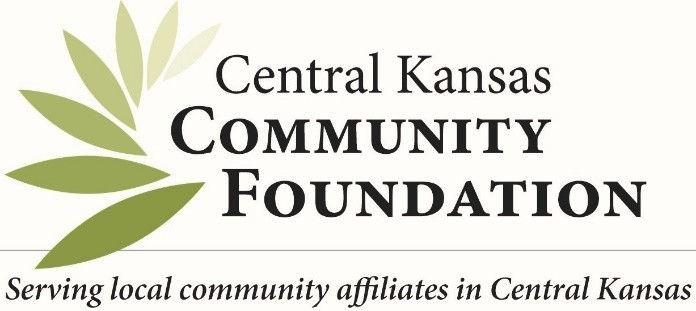 Central Kansas
COMMUNITY
FOUNDATION
Serving local community affiliates in Central Kansas